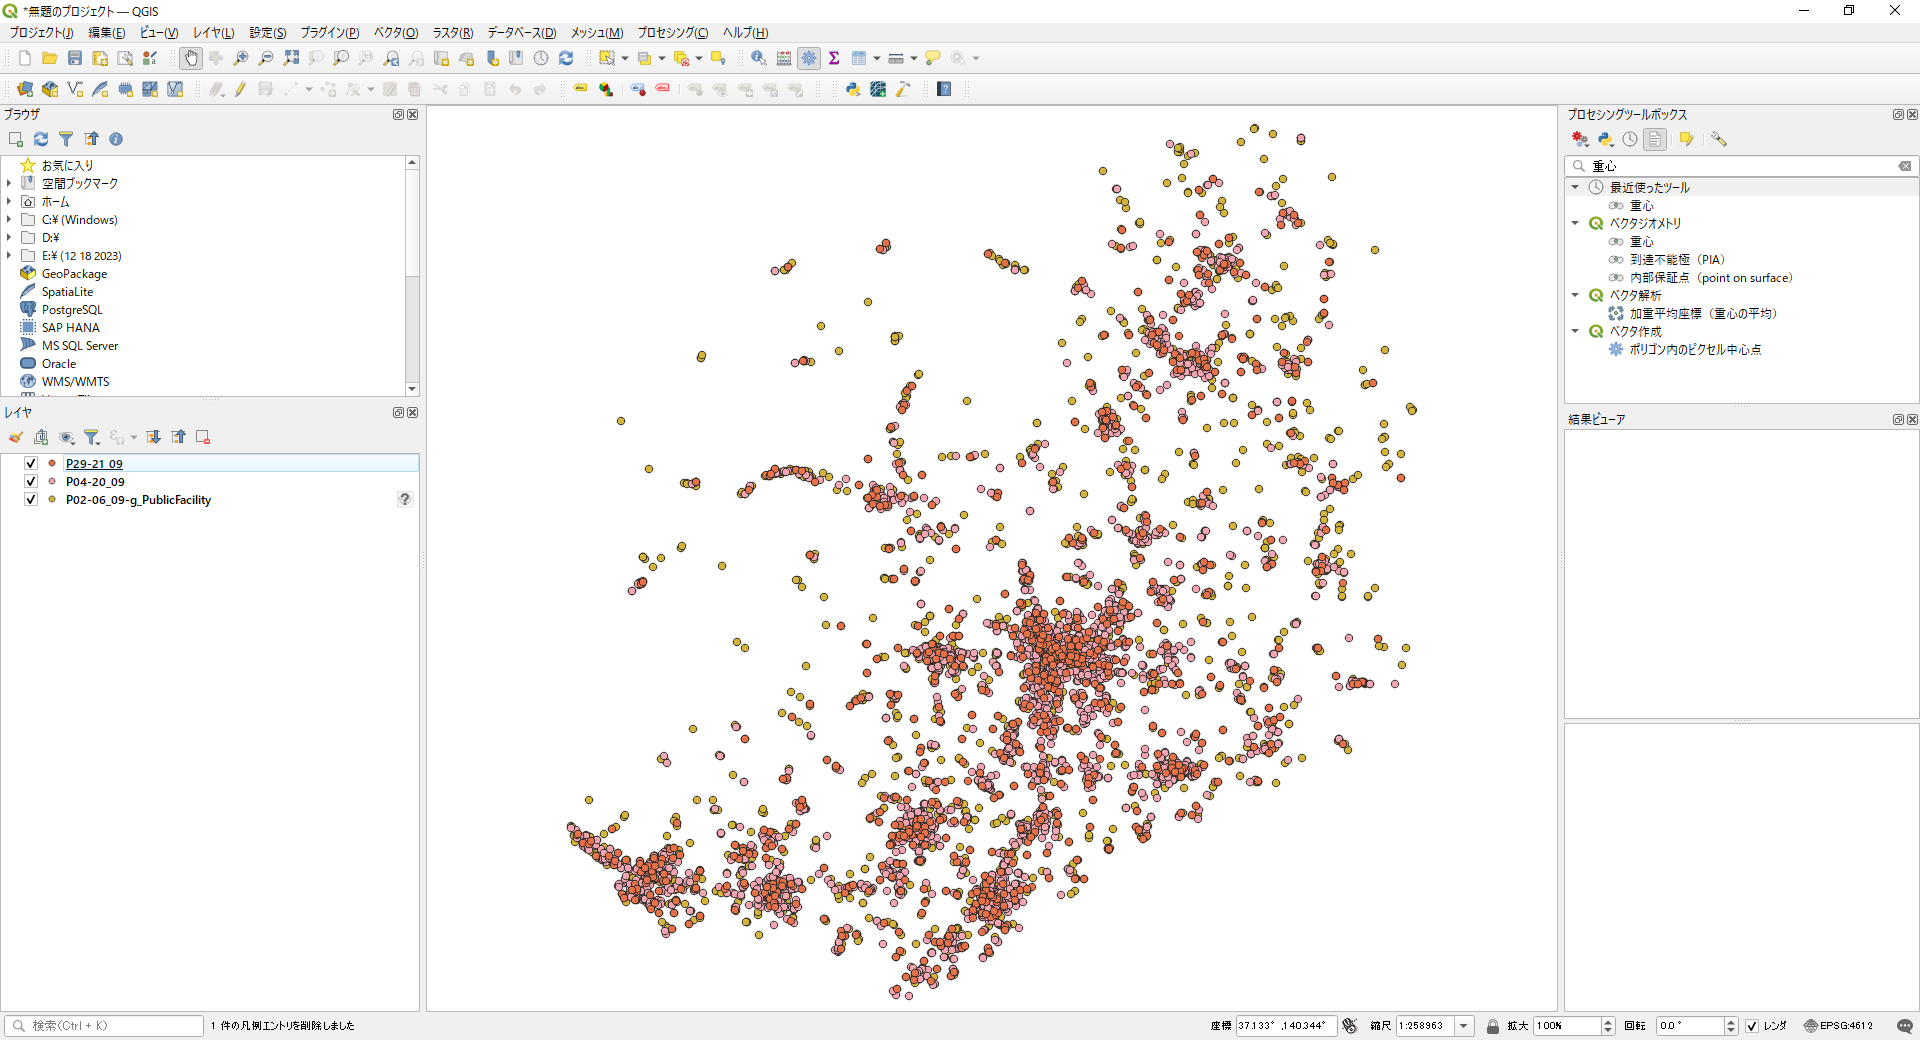 *無題のプロジェクト — QGIS
プロジェクト(J) 編集(E) ビュー(V) レイヤ(L) 設定(S) プラグイン(P) ベクタ(O) ラスタ(R) データベース(D) メッシュ(M) プロセシング(C) ヘルプ(H)
ブラウザ
お気に入り
空間ブックマーク
ホーム
C:¥ (Windows)
D:¥
E:¥ (12 18 2023)
GeoPackage
SpatiaLite
PostgreSQL
SAP HANA
MS SQL Server
Oracle
WMS/WMTS
レイヤ
P29-21_09
P04-20_09
P02-06_09-g_PublicFacility
プロセシングツールボックス
重心
最近使ったツール
重心
ベクタジオメトリ
重心
到達不能極（PIA）
内部保証点（point on surface）
ベクタ解析
加重平均座標（重心の平均）
ベクタ作成
ポリゴン内のピクセル中心点
結果ビューア
検索(Ctrl + K)
1 件の凡例エントリを削除しました
座標 37.133° ,140.344°
縮尺 1:258963
拡大 100%
回転 0.0 °
レンダ
EPSG:4612